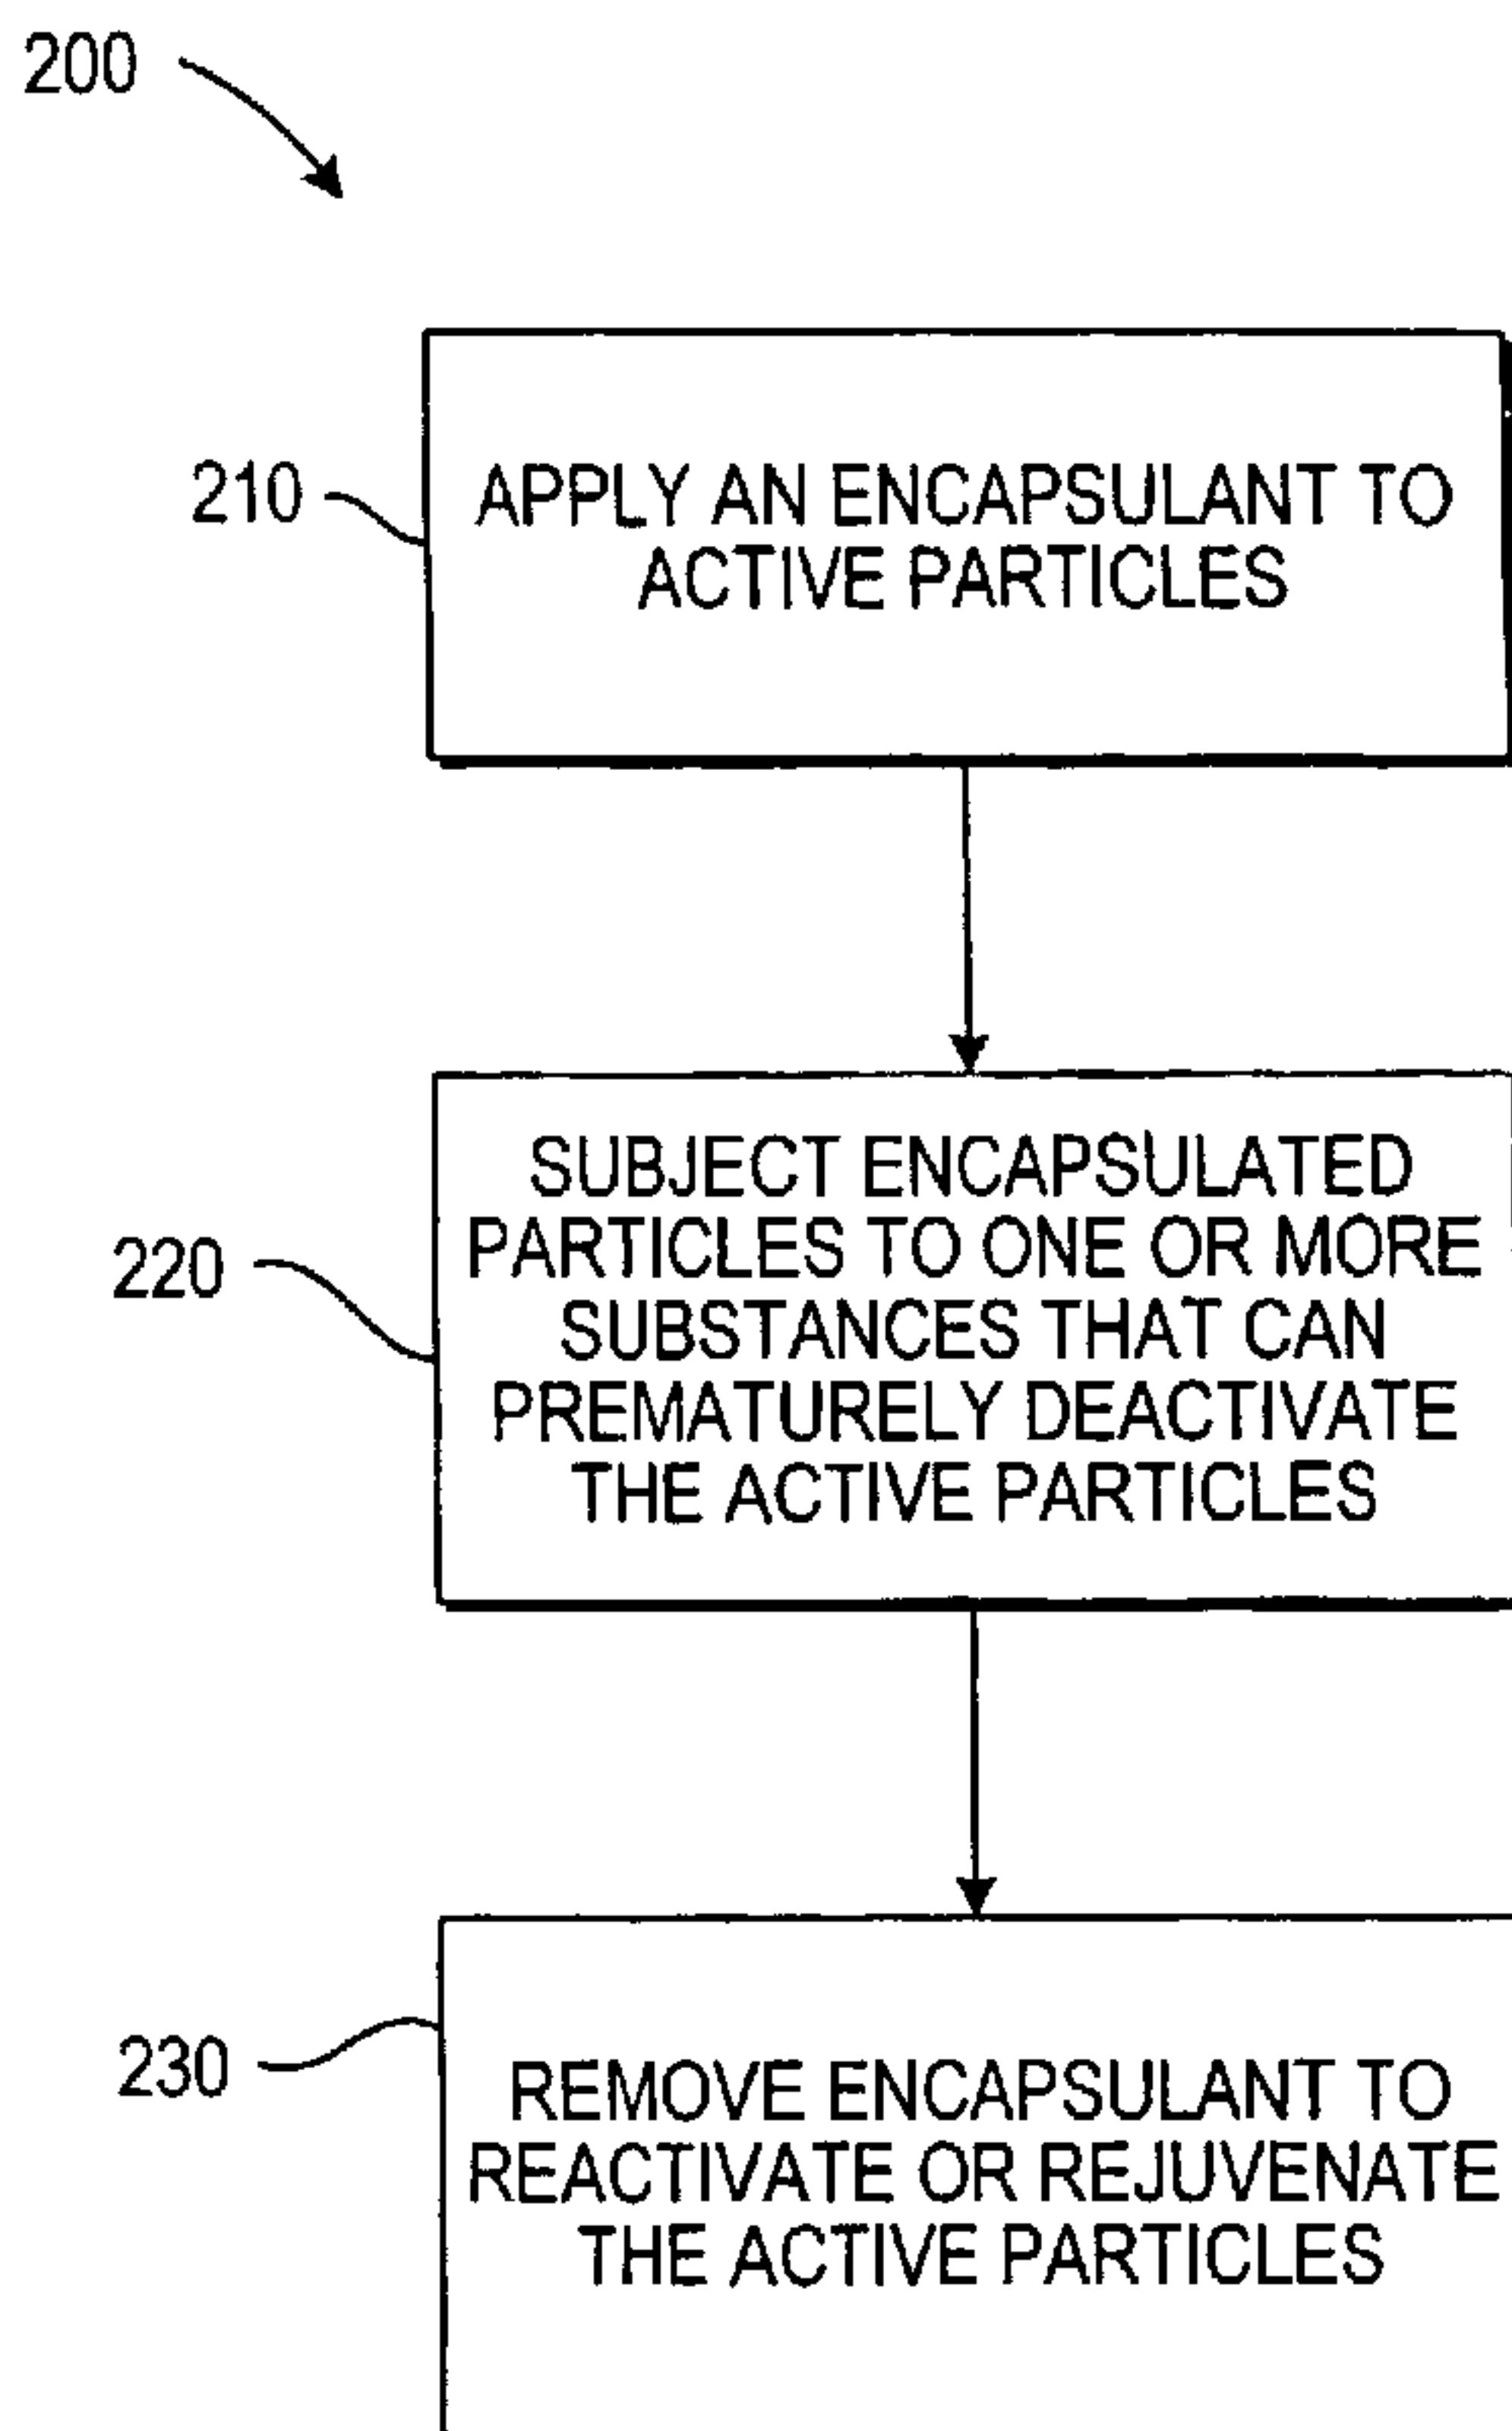 200
210
APPLY AN ENCAPSULANT TO
ACTIVE PARTICLES
220
SUBJECT ENCAPSULATED
PARTICLES TO ONE OR MORE
SUBSTANCES THAT CAN
PREMATURELY DEACTIVATE
THE ACTIVE PARTICLES
230
REMOVE ENCAPSULANT TO
REACTIVATE OR REJUVENATE
THE ACTIVE PARTICLES